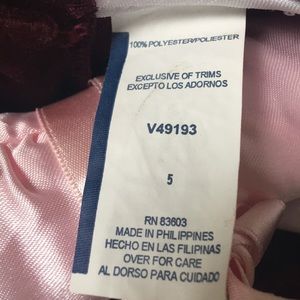 100% POLYESTER/POLIESTER
EXCLUSIVE OF TRIMS
EXCEPTO LOS ADORNOS
V49193
5
RN 83603
MADE IN PHILIPPINES
HECHO EN LAS FILIPINAS
OVER FOR CARE
AL DORSO PARA CUIDADO